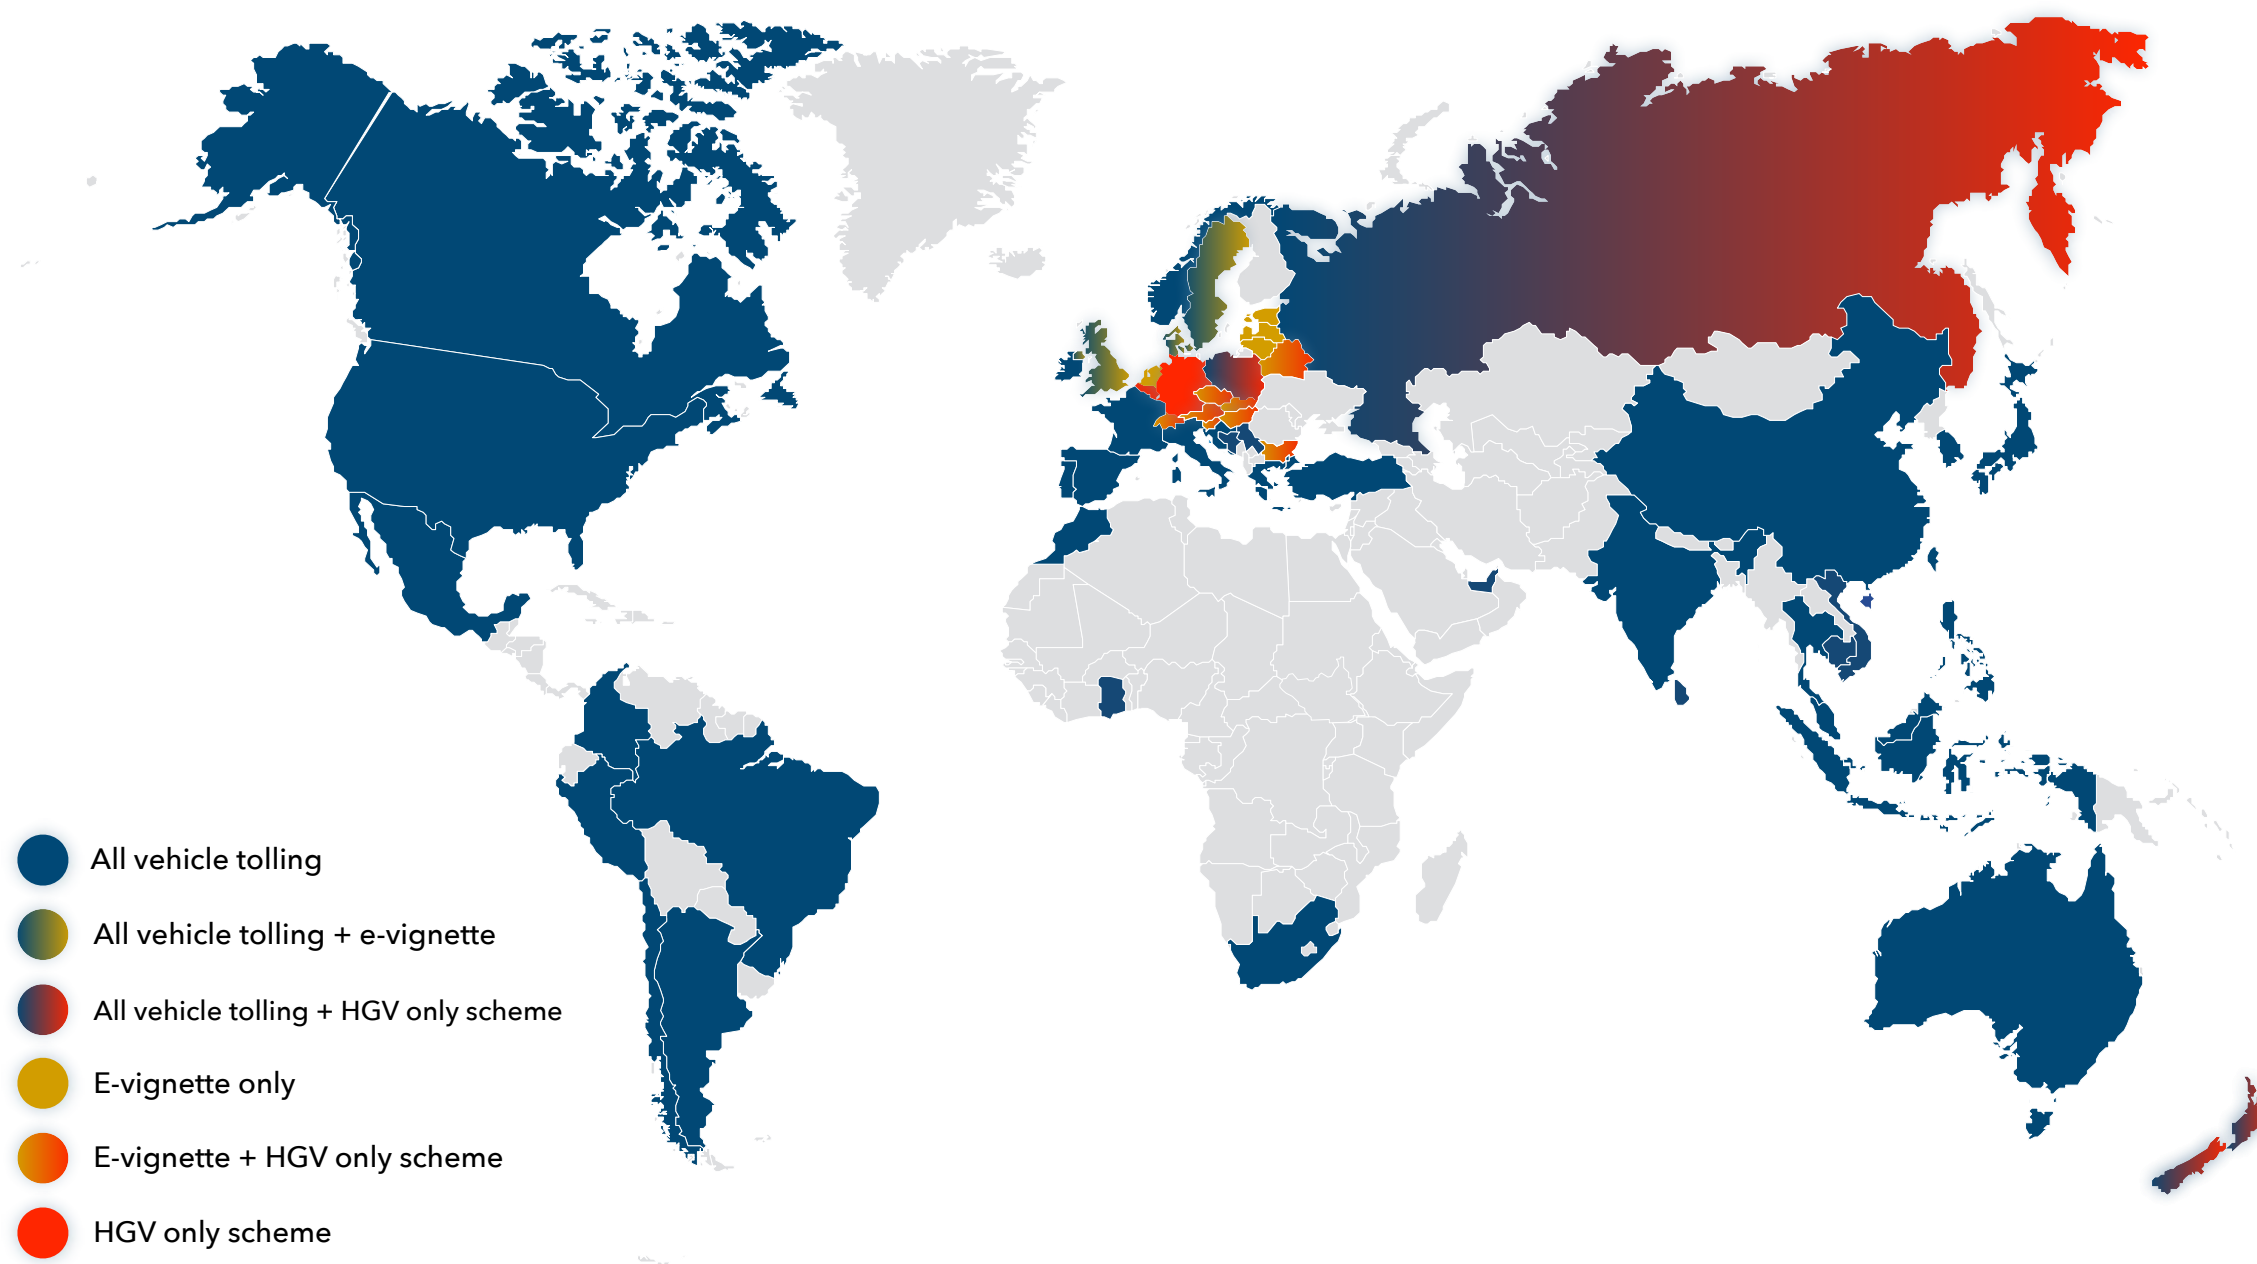 All vehicle tolling
All vehicle tolling + e-vignette
All vehicle tolling + HGV only scheme
E-vignette only
E-vignette + HGV only scheme
HGV only scheme